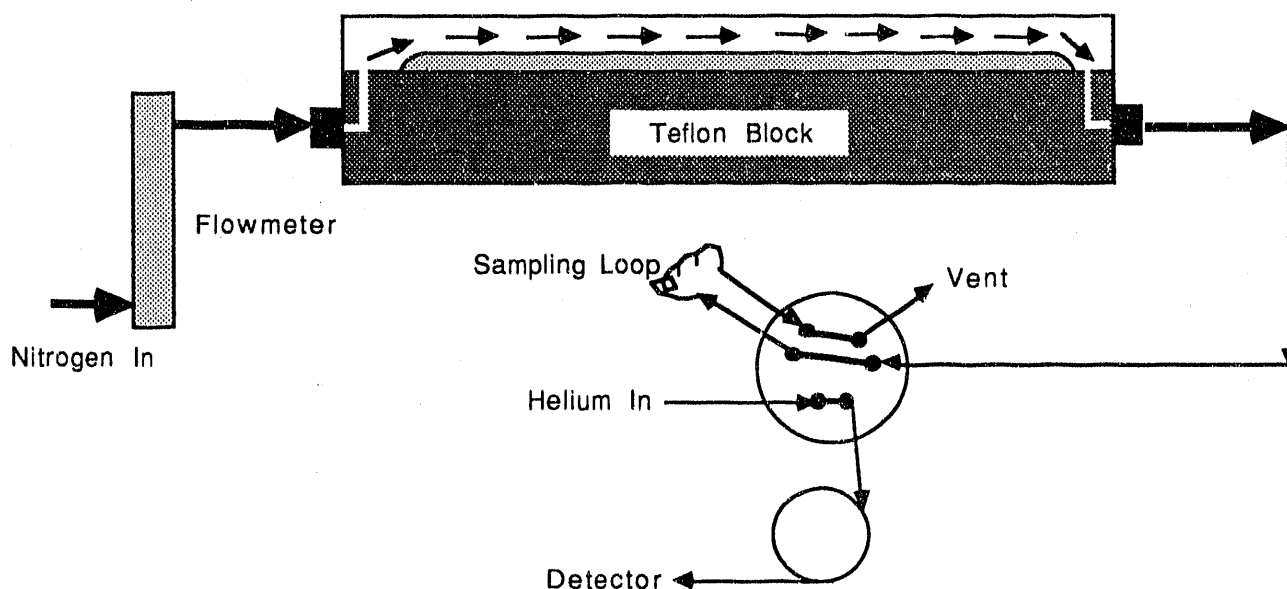 Teflon Block
Flowmeter
Sampling Loop
Vent
Nitrogen In
Helium In
Detector